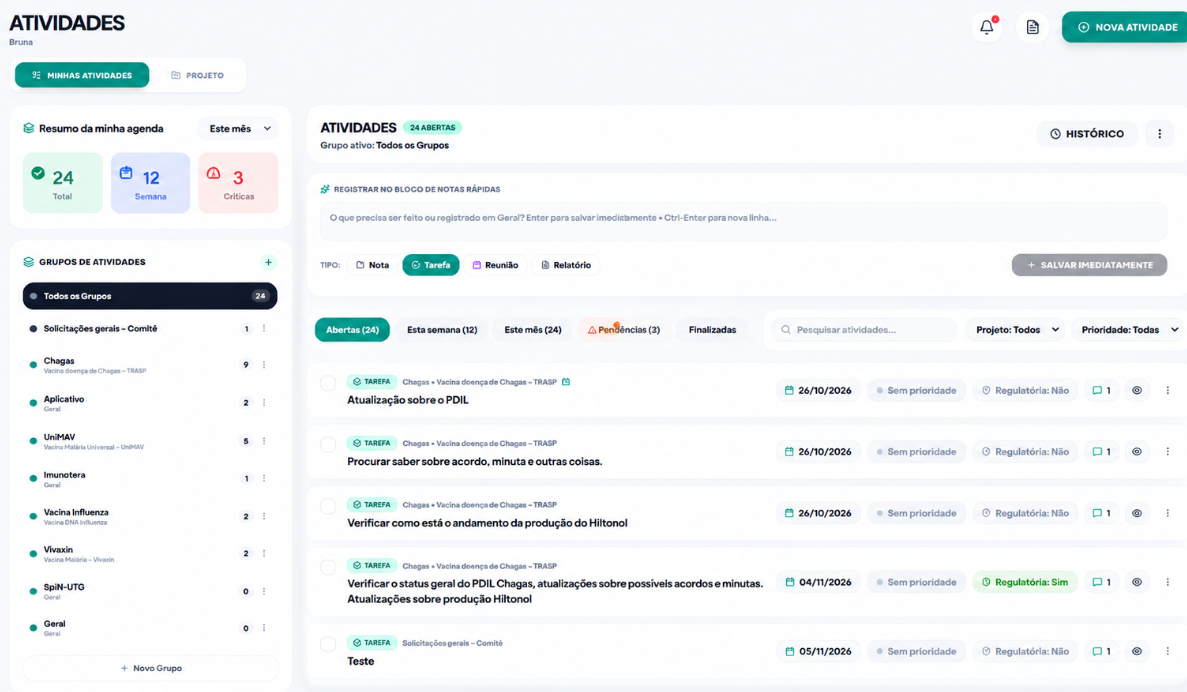 ATIVIDADES
Bruna
NOVA ATIVIDADE
MINHAS ATIVIDADES
PROJETO
Resumo da minha agenda
Este mês
24
Total
12
Semana
3
Críticas
GRUPOS DE ATIVIDADES
+
Todos os Grupos 24
Solicitações gerais – Comitê 1
Chagas 9
Vacina doença de Chagas – TRASP
Aplicativo 2
Geral
UniMAV 5
Vacina Malária Universal – UniMAV
Imunotera 1
Geral
Vacina Influenza 2
Vacina DNA Influenza
Vivaxin 2
Vacina Malária – Vivaxin
SpiN-UTG 0
Geral
Geral 0
Geral
+ Novo Grupo
ATIVIDADES 24 ABERTAS
Grupo ativo: Todos os Grupos
HISTÓRICO
REGISTRAR NO BLOCO DE NOTAS RÁPIDAS
O que precisa ser feito ou registrado em Geral? Enter para salvar imediatamente • Ctrl-Enter para nova linha...
TIPO: Nota Tarefa Reunião Relatório
+ SALVAR IMEDIATAMENTE
Abertas (24) Esta semana (12) Este mês (24) Pendências (3) Finalizadas
Pesquisar atividades... Projeto: Todos Prioridade: Todas
TAREFA Chagas • Vacina doença de Chagas – TRASP
Atualização sobre o PDIL
26/10/2026 Sem prioridade Regulatória: Não 1
TAREFA Chagas • Vacina doença de Chagas – TRASP
Procurar saber sobre acordo, minuta e outras coisas.
26/10/2026 Sem prioridade Regulatória: Não 1
TAREFA Chagas • Vacina doença de Chagas – TRASP
Verificar como está o andamento da produção do Hiltonol
26/10/2026 Sem prioridade Regulatória: Não 1
TAREFA Chagas • Vacina doença de Chagas – TRASP
Verificar o status geral do PDIL Chagas, atualizações sobre possíveis acordos e minutas.
Atualizações sobre produção Hiltonol
04/11/2026 Sem prioridade Regulatória: Sim 1
TAREFA Solicitações gerais – Comitê
Teste
05/11/2026 Sem prioridade Regulatória: Não 1